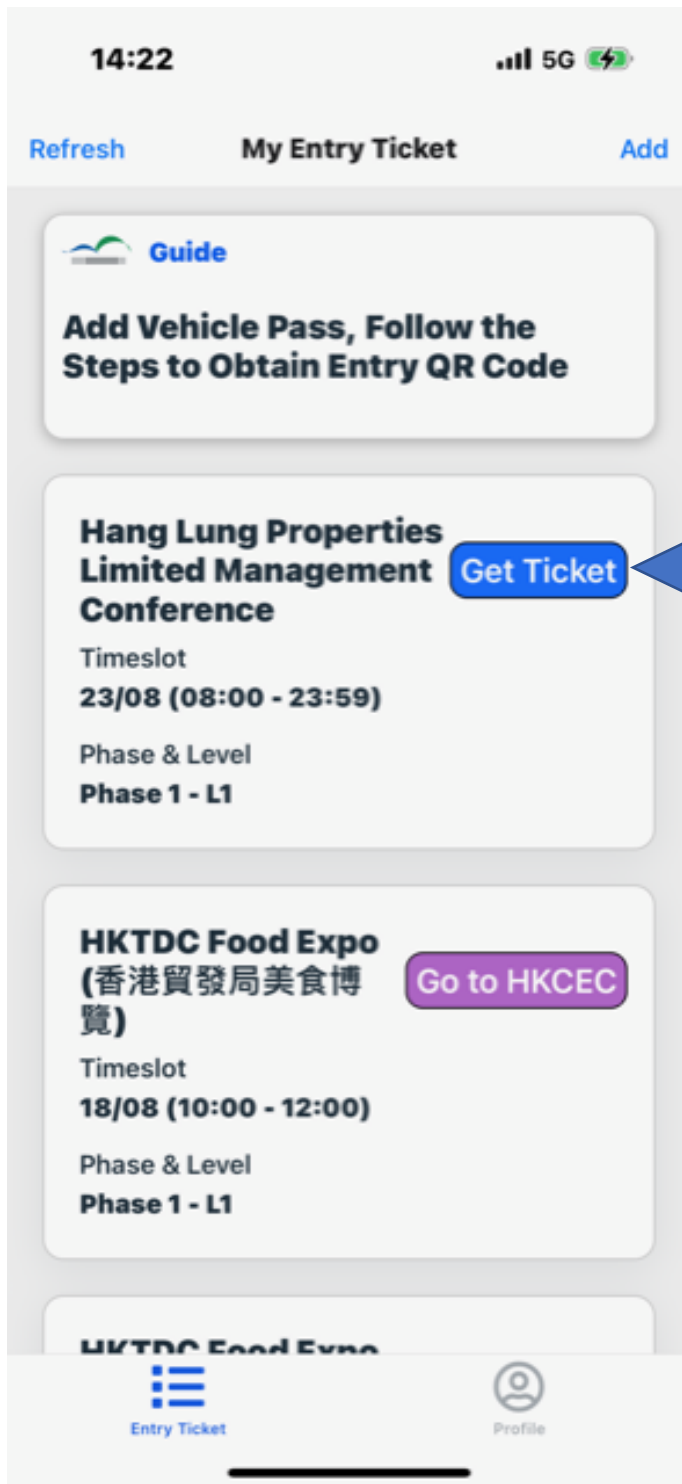 14:22 5G
Refresh My Entry Ticket Add
Guide
Add Vehicle Pass, Follow the
Steps to Obtain Entry QR Code
Hang Lung Properties
Limited Management
Conference
Get Ticket
Timeslot
23/08 (08:00 - 23:59)
Phase & Level
Phase 1 - L1
HKTDC Food Expo
(香港貿發局美食博
覽)
Go to HKCEC
Timeslot
18/08 (10:00 - 12:00)
Phase & Level
Phase 1 - L1
HKTDC Food Expo
Entry Ticket Profile